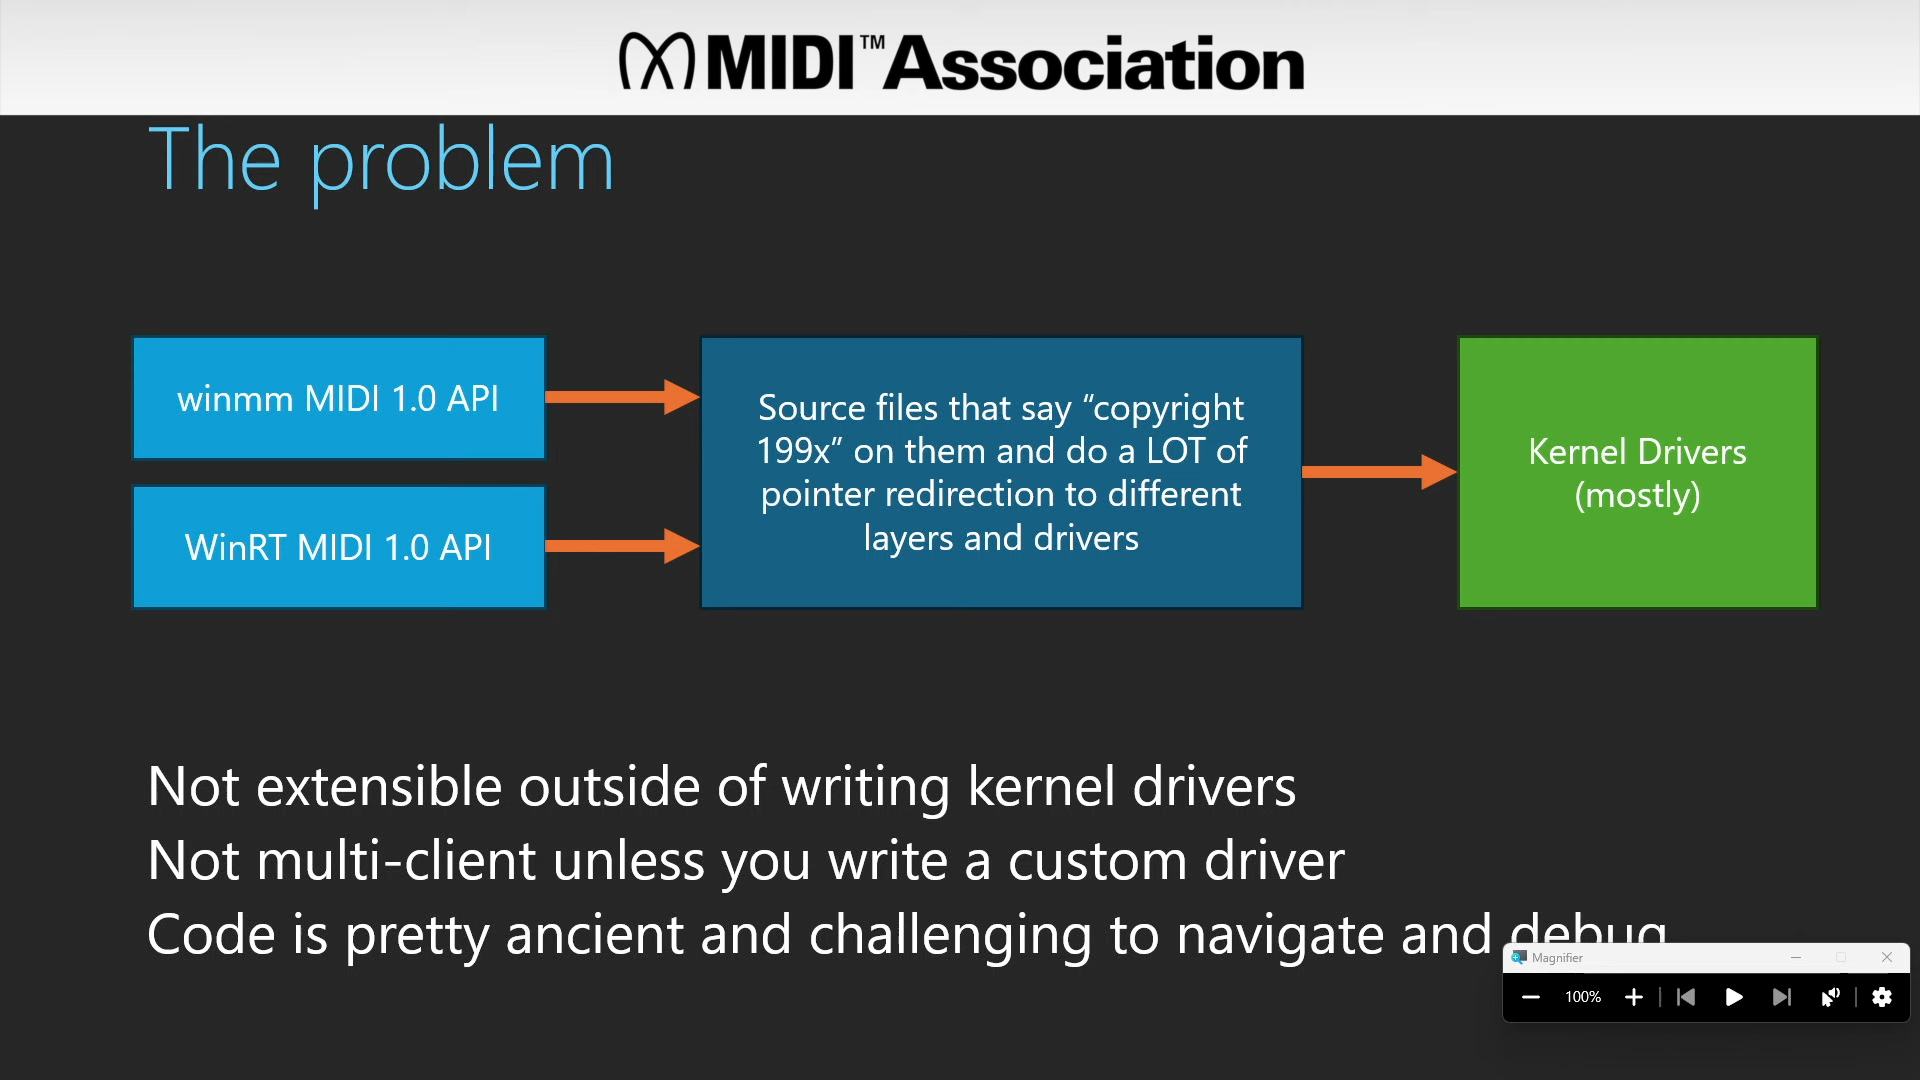 MIDI™Association
The problem
winmm MIDI 1.0 API
WinRT MIDI 1.0 API
Source files that say “copyright
199x” on them and do a LOT of
pointer redirection to different
layers and drivers
Kernel Drivers
(mostly)
Not extensible outside of writing kernel drivers
Not multi-client unless you write a custom driver
Code is pretty ancient and challenging to navigate and debug
Magnifier
100%